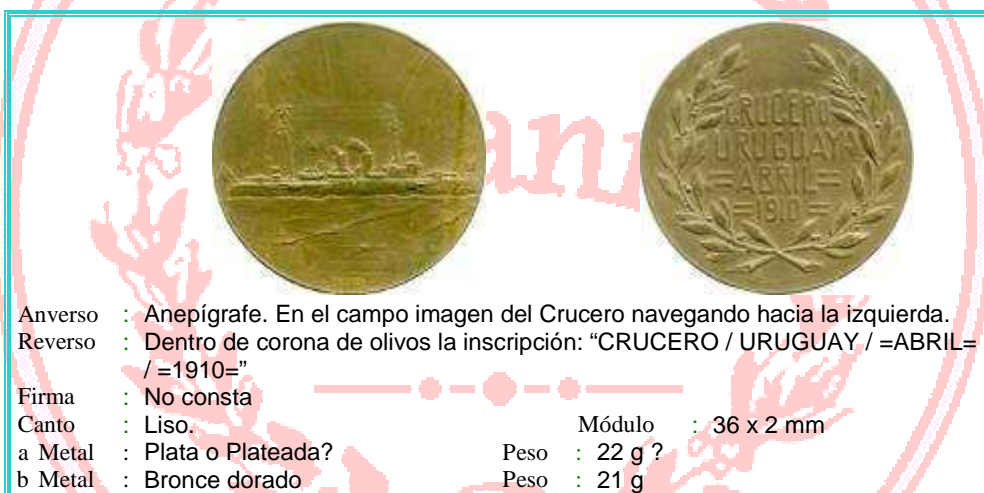 CRUCERO
URUGUAY
=ABRIL=
=1910=
Anverso : Anepígrafe. En el campo imagen del Crucero navegando hacia la izquierda.
Reverso : Dentro de corona de olivos la inscripción: “CRUCERO / URUGUAY / =ABRIL=
/ =1910=”
Firma : No consta
Canto : Liso. Módulo : 36 x 2 mm
a Metal : Plata o Plateada? Peso : 22 g ?
b Metal : Bronce dorado Peso : 21 g